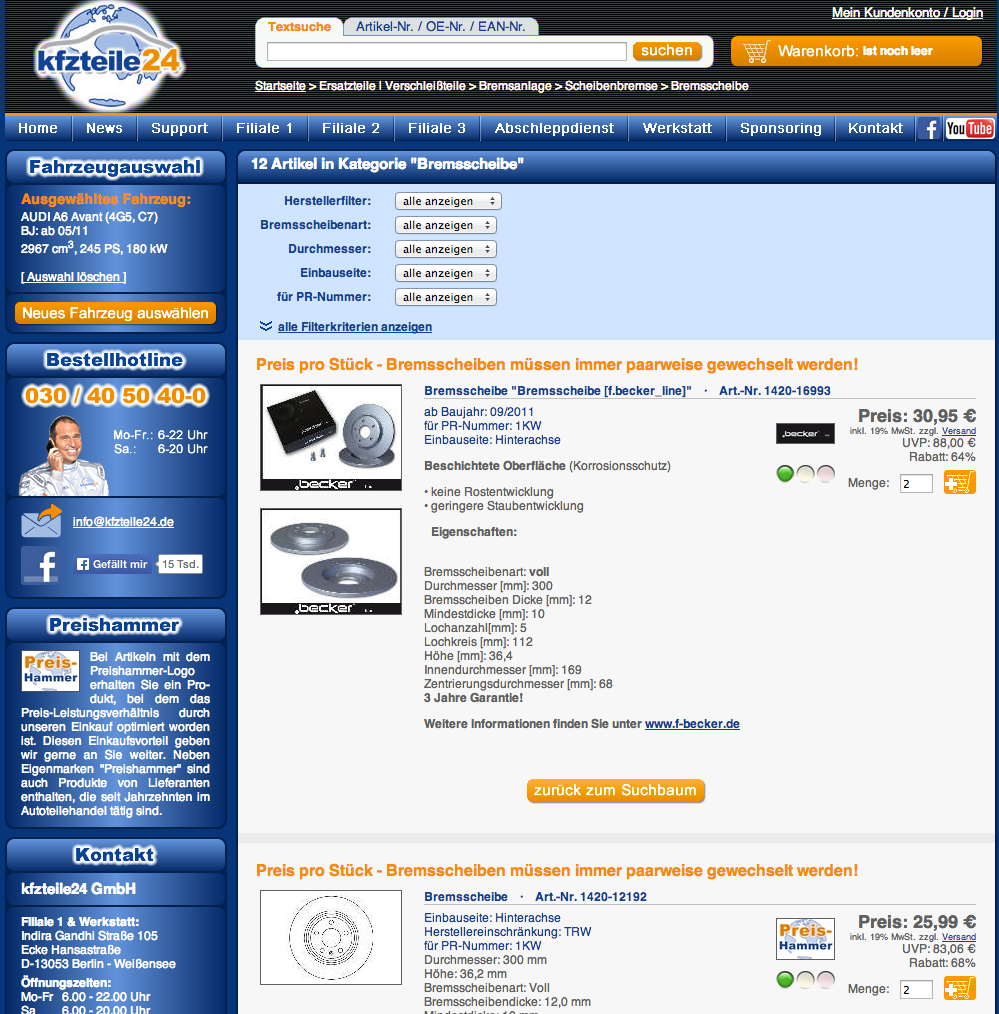 Mein Kundenkonto / Login
kfzteile24
Textsuche
Artikel-Nr. / OE-Nr. / EAN-Nr.
suchen
Warenkorb: Ist noch leer
Startseite > Ersatzteile | Verschleißteile > Bremsanlage > Scheibenbremse > Bremsscheibe
Home News Support Filiale 1 Filiale 2 Filiale 3 Abschleppdienst Werkstatt Sponsoring Kontakt f You Tube
Fahrzeugauswahl
Ausgewähltes Fahrzeug:
AUDI A6 Avant (4G5, C7)
BJ: ab 05/11
2967 cm³, 245 PS, 180 kW
[ Auswahl löschen ]
Neues Fahrzeug auswählen
Bestellhotline
030 / 40 50 40-0
Mo-Fr.: 6-22 Uhr
Sa.: 6-20 Uhr
info@kfzteile24.de
f Gefällt mir 15 Tsd.
Preishammer
Preis-
Hammer
Bei Artikeln mit dem
Preishammer-Logo
erhalten Sie ein Pro-
dukt, bei dem das
Preis-Leistungsverhältnis durch
unseren Einkauf optimiert worden
ist. Diesen Einkaufsvorteil geben
wir gerne an Sie weiter. Neben
Eigenmarken "Preishammer" sind
auch Produkte von Lieferanten
enthalten, die seit Jahrzehnten im
Autoteilehandel tätig sind.
Kontakt
kfzteile24 GmbH
Filiale 1 & Werkstatt:
Indira Gandhi Straße 105
Ecke Hansastraße
D-13053 Berlin - Weißensee
Öffnungszeiten:
Mo-Fr 6.00 - 22.00 Uhr
Sa 6.00 - 20.00 Uhr
12 Artikel in Kategorie "Bremsscheibe"
Herstellerfilter: alle anzeigen
Bremsscheibenart: alle anzeigen
Durchmesser: alle anzeigen
Einbauseite: alle anzeigen
für PR-Nummer: alle anzeigen
alle Filterkriterien anzeigen
Preis pro Stück - Bremsscheiben müssen immer paarweise gewechselt werden!
.becker
.becker
Bremsscheibe "Bremsscheibe [f.becker_line]" · Art.-Nr. 1420-16993
ab Baujahr: 09/2011
für PR-Nummer: 1KW
Einbauseite: Hinterachse
Beschichtete Oberfläche (Korrosionsschutz)
• keine Rostentwicklung
• geringere Staubentwicklung
Eigenschaften:
Bremsscheibenart: voll
Durchmesser [mm]: 300
Bremsscheiben Dicke [mm]: 12
Mindestdicke [mm]: 10
Lochanzahl[mm]: 5
Lochkreis [mm]: 112
Höhe [mm]: 36,4
Innendurchmesser [mm]: 169
Zentrierungsdurchmesser [mm]: 68
3 Jahre Garantie!
Weitere Informationen finden Sie unter www.f-becker.de
.becker
Preis: 30,95 €
inkl. 19% MwSt. zzgl. Versand
UVP: 88,00 €
Rabatt: 64%
Menge: 2
zurück zum Suchbaum
Preis pro Stück - Bremsscheiben müssen immer paarweise gewechselt werden!
Bremsscheibe · Art.-Nr. 1420-12192
Einbauseite: Hinterachse
Herstellereinschränkung: TRW
für PR-Nummer: 1KW
Durchmesser: 300 mm
Höhe: 36,2 mm
Bremsscheibenart: Voll
Bremsscheibendicke: 12,0 mm
Mindestdicke: 10 mm
Preis-
Hammer
Preis: 25,99 €
inkl. 19% MwSt. zzgl. Versand
UVP: 83,06 €
Rabatt: 68%
Menge: 2